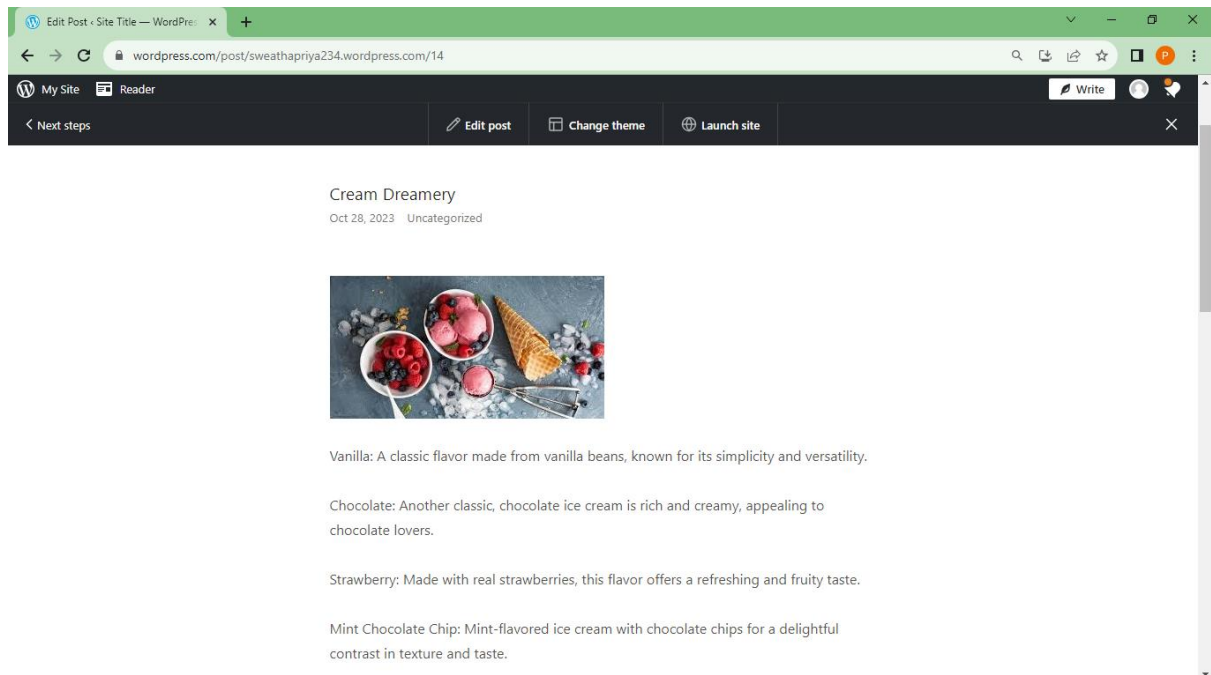 Edit Post ‹ Site Title — WordPres
wordpress.com/post/sweathapriya234.wordpress.com/14
P
My Site Reader Write
Next steps Edit post Change theme Launch site
Cream Dreamery
Oct 28, 2023 Uncategorized
Vanilla: A classic flavor made from vanilla beans, known for its simplicity and versatility.
Chocolate: Another classic, chocolate ice cream is rich and creamy, appealing to
chocolate lovers.
Strawberry: Made with real strawberries, this flavor offers a refreshing and fruity taste.
Mint Chocolate Chip: Mint-flavored ice cream with chocolate chips for a delightful
contrast in texture and taste.